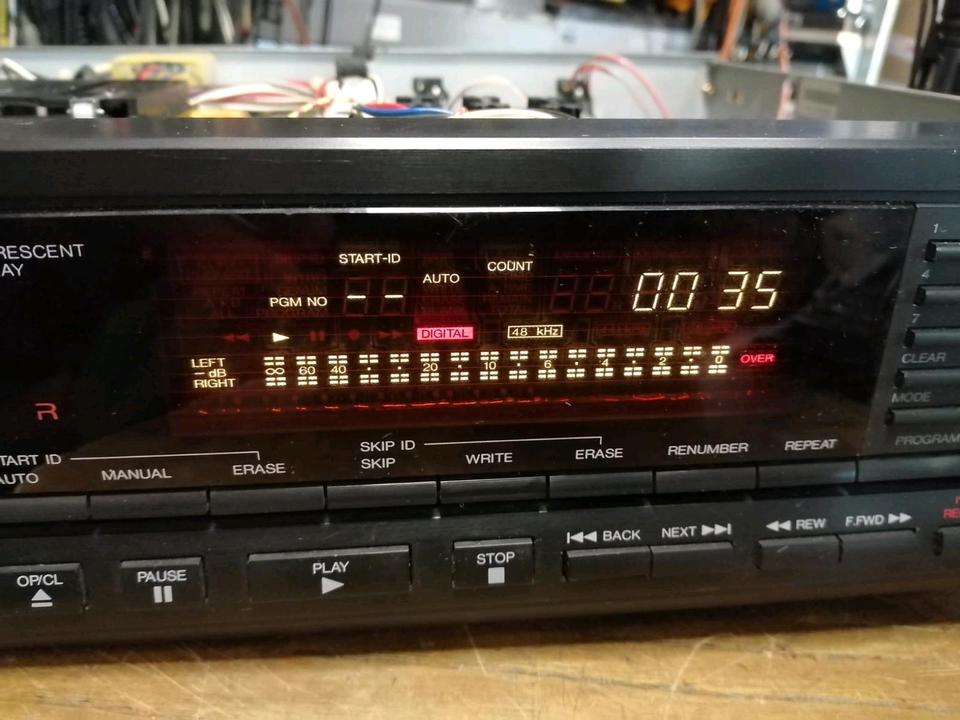 RESCENT
AY
START-ID
AUTO
COUNT
PGM NO -- 00 35
DIGITAL 48 kHz
LEFT
-dB ∞ 60 40 • • 20 • 10 • 6 • 4 • 2 • 0 OVER
RIGHT
R
TART ID
AUTO
MANUAL
ERASE
SKIP ID
SKIP
WRITE
ERASE
RENUMBER
REPEAT
1
4
7
CLEAR
MODE
PROGRAM
OP/CL
PAUSE
PLAY
STOP
BACK
NEXT
REW
F.FWD
RE